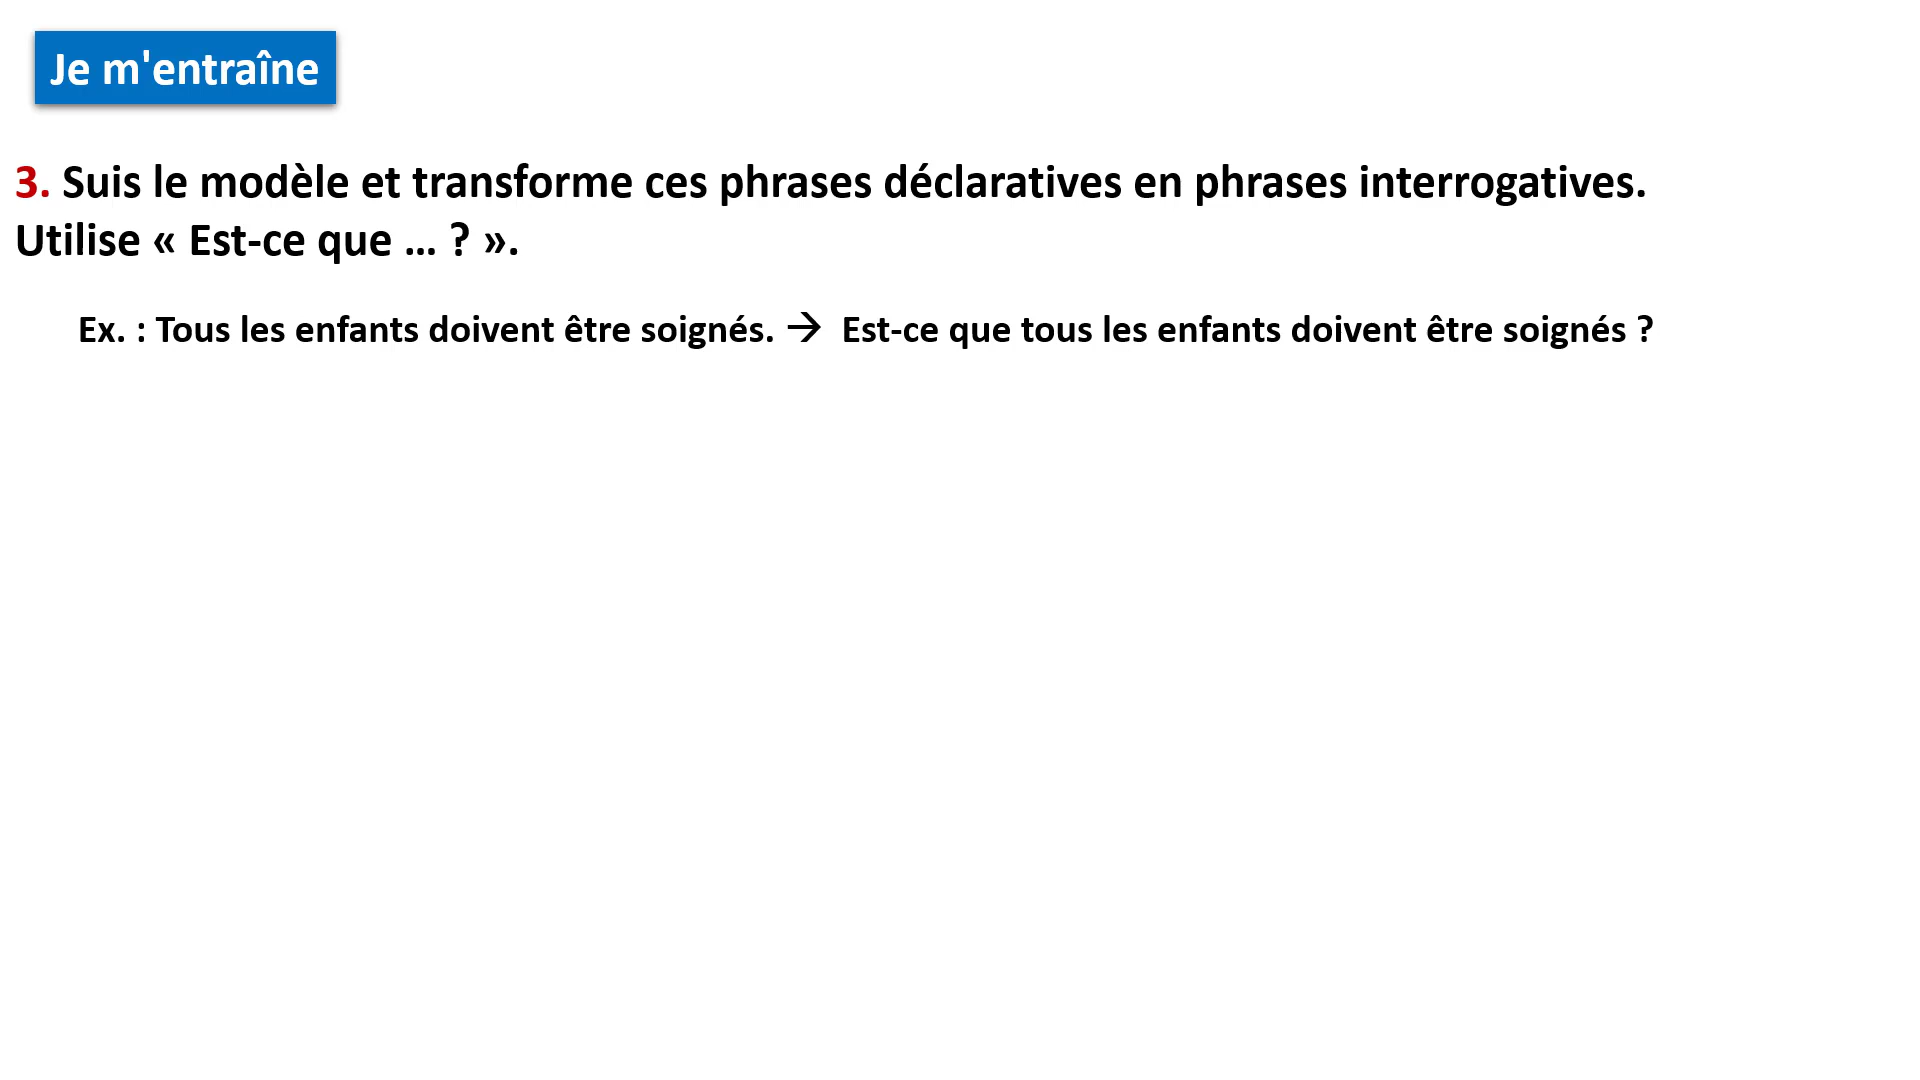 Je m'entraîne
3. Suis le modèle et transforme ces phrases déclaratives en phrases interrogatives.
Utilise « Est-ce que … ? ».
Ex. : Tous les enfants doivent être soignés. → Est-ce que tous les enfants doivent être soignés ?